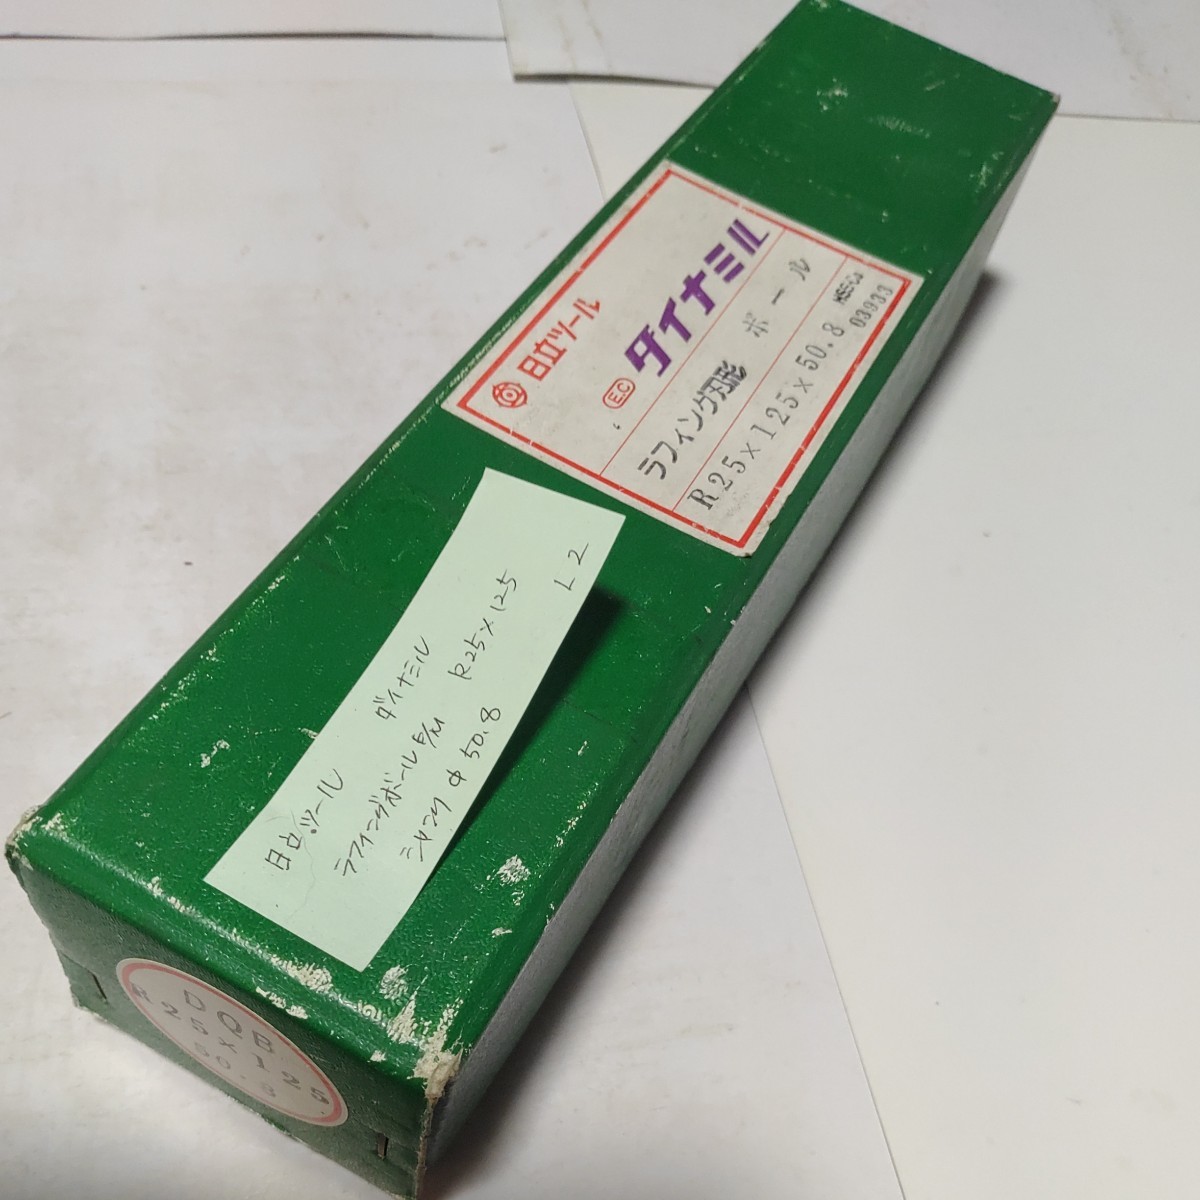 日立ツール
E.C ダイナミル
ラフィング刃形 ボール
R25×125×50.8
HSS-Co
03933
日立ツール ダイナミル
ラフィングボールE/M R25×125 L2
シャンク φ50.8
DQB
R25×125.
50.8